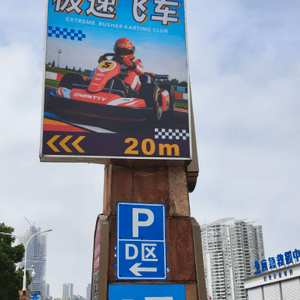 极速飞车
EXTREME RUSHER KARTING CLUB
20m
P
D区